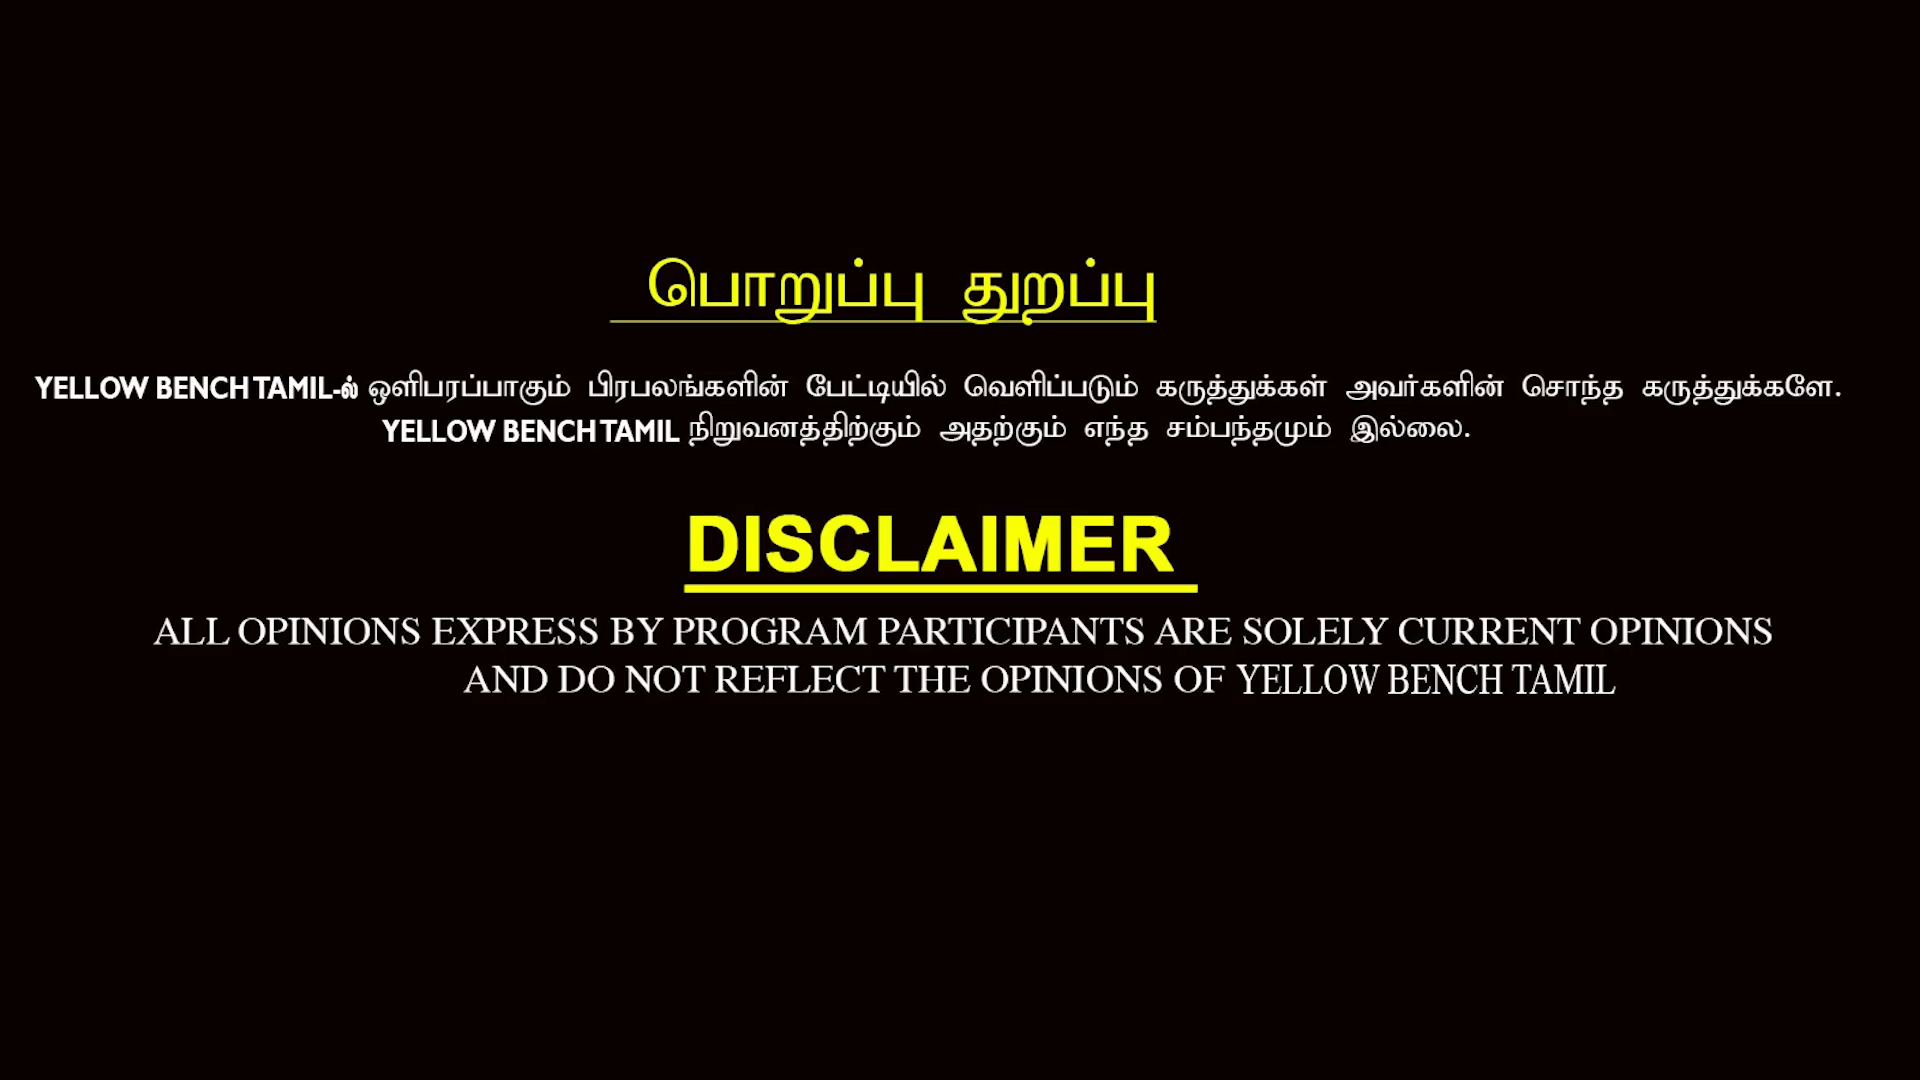 பொறுப்பு துறப்பு
YELLOW BENCH TAMIL-ல் ஒளிபரப்பாகும் பிரபலங்களின் பேட்டியில் வெளிப்படும் கருத்துக்கள் அவர்களின் சொந்த கருத்துக்களே.
YELLOW BENCH TAMIL நிறுவனத்திற்கும் அதற்கும் எந்த சம்பந்தமும் இல்லை.
DISCLAIMER
ALL OPINIONS EXPRESS BY PROGRAM PARTICIPANTS ARE SOLELY CURRENT OPINIONS
AND DO NOT REFLECT THE OPINIONS OF YELLOW BENCH TAMIL